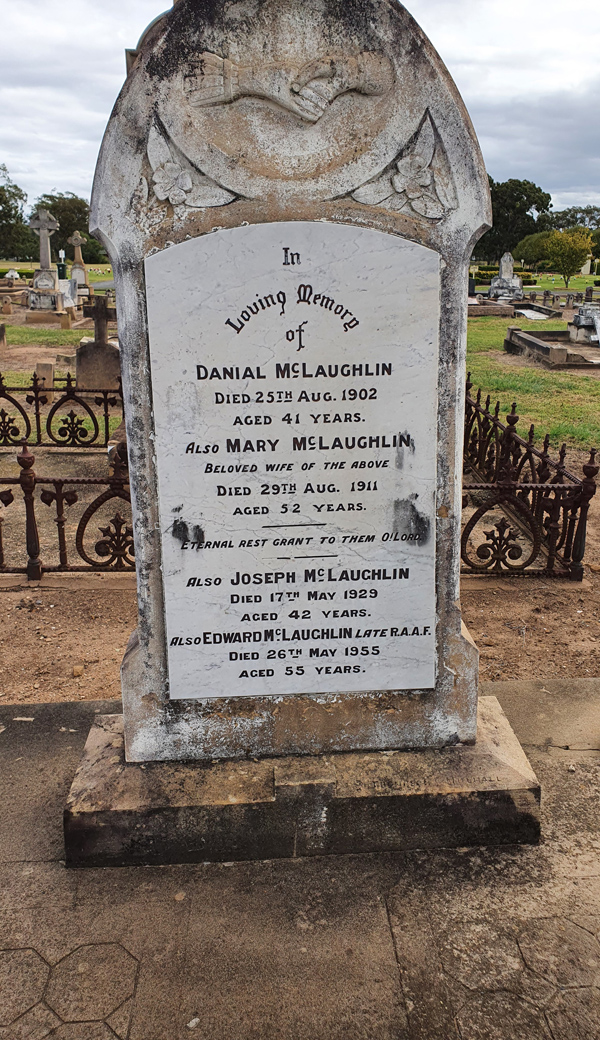 In
Loving Memory
of
DANIAL McLAUGHLIN
DIED 25TH AUG. 1902
AGED 41 YEARS.
ALSO MARY McLAUGHLIN
BELOVED WIFE OF THE ABOVE
DIED 29TH AUG. 1911
AGED 52 YEARS.
ETERNAL REST GRANT TO THEM O! LORD.
ALSO JOSEPH McLAUGHLIN
DIED 17TH MAY 1929
AGED 42 YEARS.
ALSO EDWARD McLAUGHLIN LATE R.A.A.F.
DIED 26TH MAY 1955
AGED 55 YEARS.